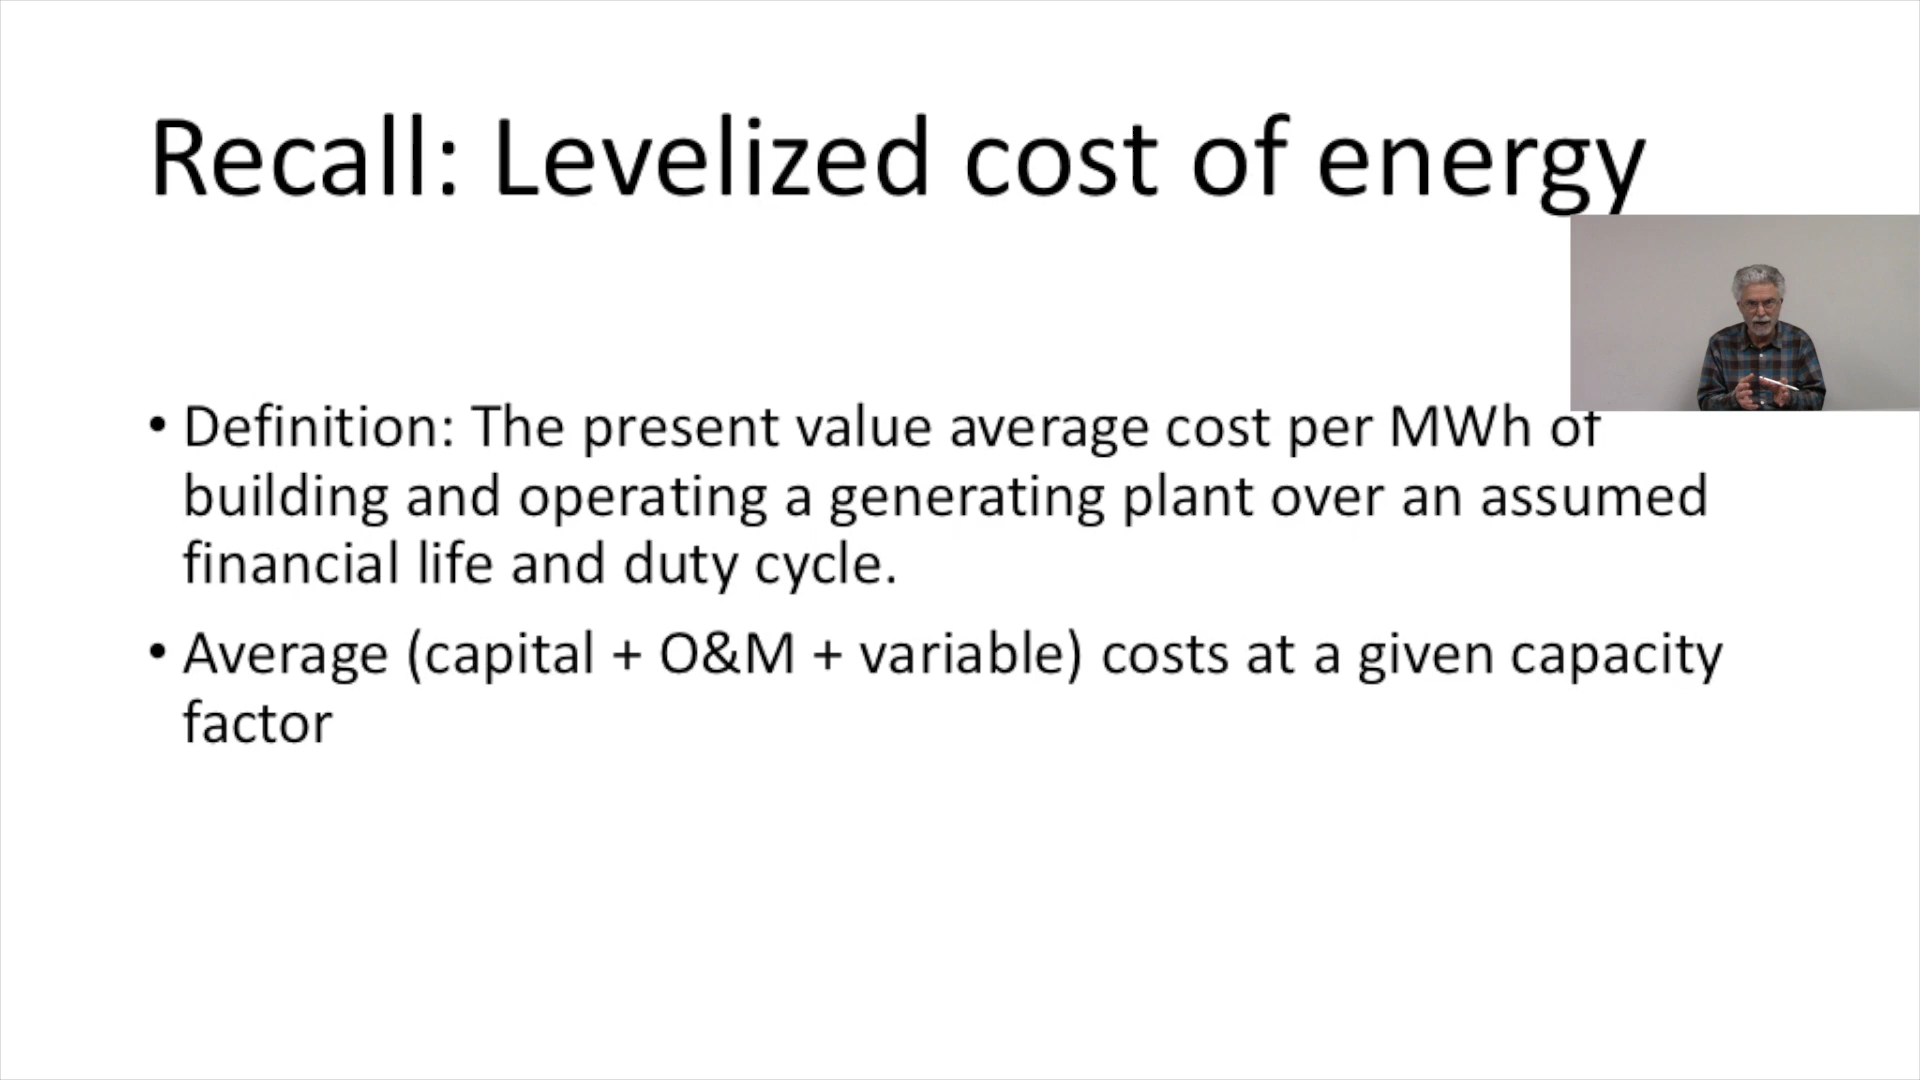 Recall: Levelized cost of energy
• Definition: The present value average cost per MWh of
building and operating a generating plant over an assumed
financial life and duty cycle.
• Average (capital + O&M + variable) costs at a given capacity
factor